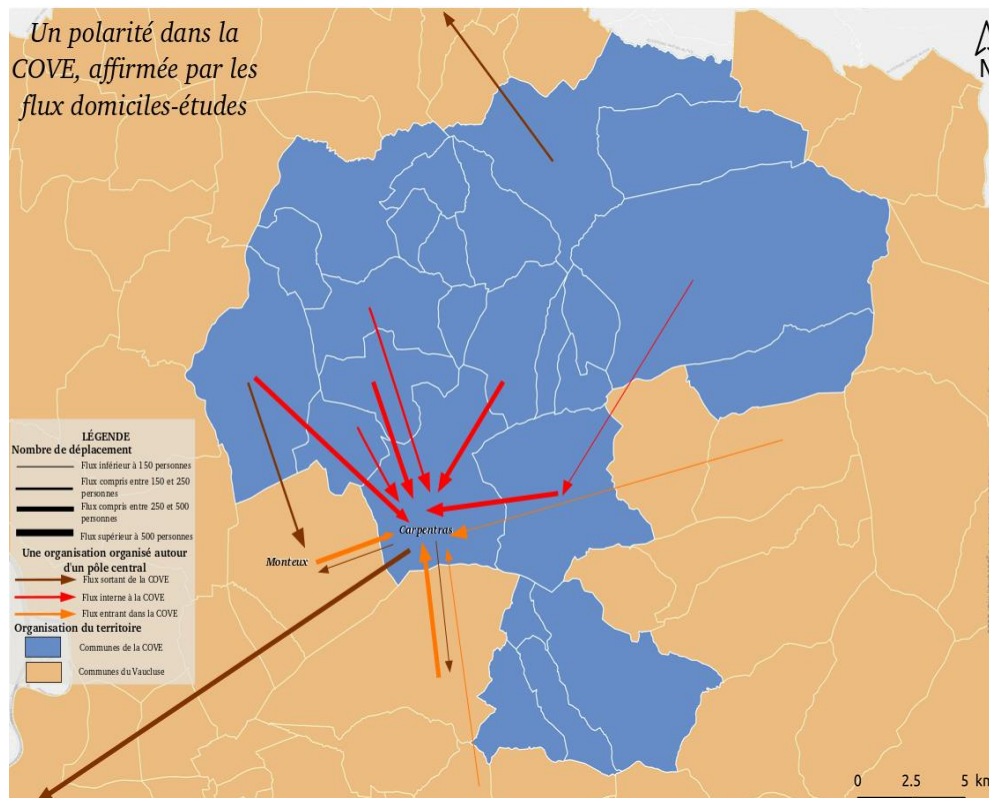 Un polarité dans la
COVE, affirmée par les
flux domiciles-études
N
LÉGENDE
Nombre de déplacement
Flux inférieur à 150 personnes
Flux compris entre 150 et 250
personnes
Flux compris entre 250 et 500
personnes
Flux supérieur à 500 personnes
Une organisation organisé autour
d'un pôle central
Flux sortant de la COVE
Flux interne à la COVE
Flux entrant dans la COVE
Organisation du territoire
Communes de la COVE
Communes du Vaucluse
Carpentras
Monteux
0 2.5 5 km